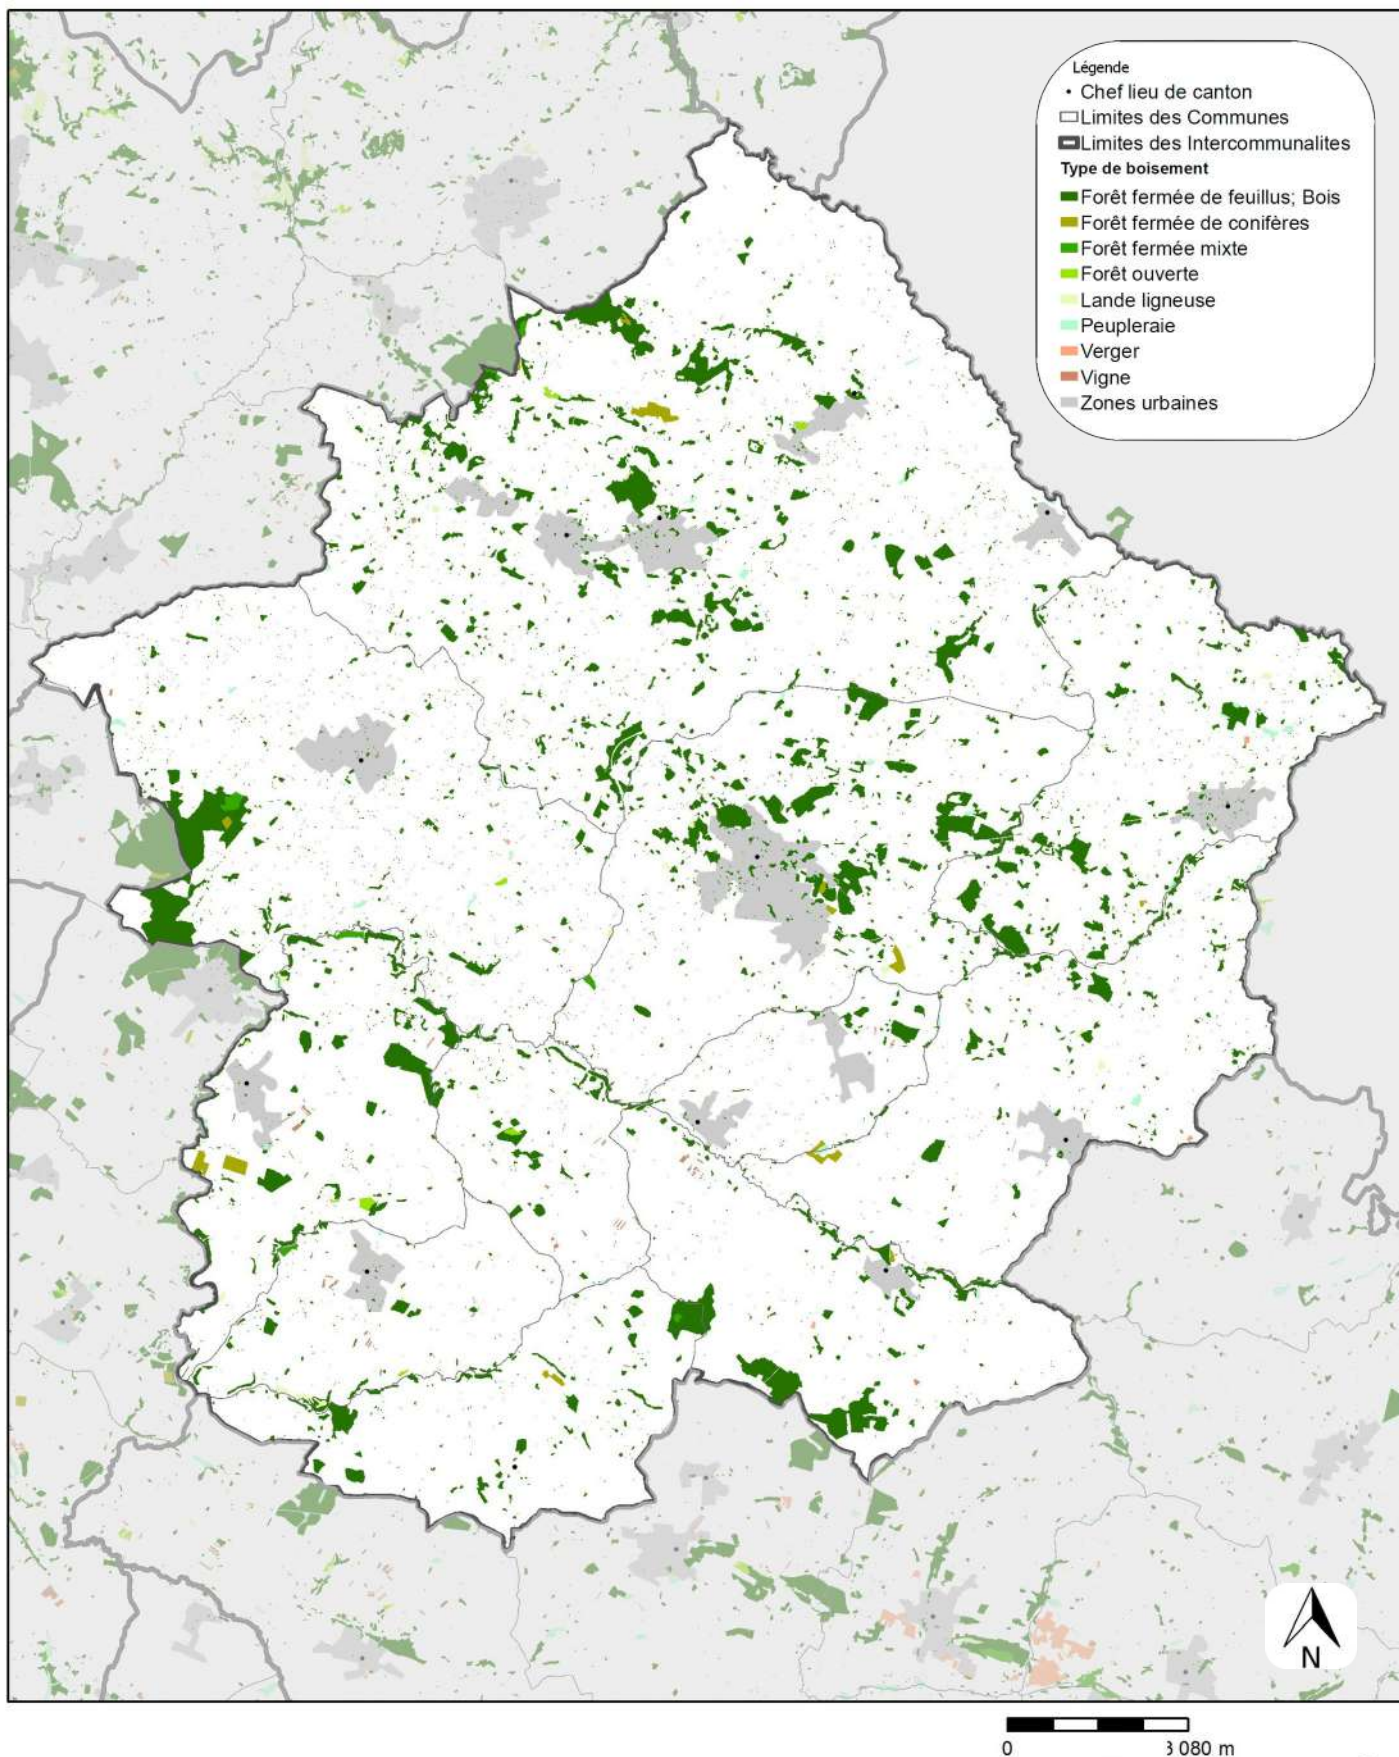 Légende
Chef lieu de canton
Limites des Communes
Limites des Intercommunalites
Type de boisement
Forêt fermée de feuillus; Bois
Forêt fermée de conifères
Forêt fermée mixte
Forêt ouverte
Lande ligneuse
Peupleraie
Verger
Vigne
Zones urbaines
N
0 3 080 m